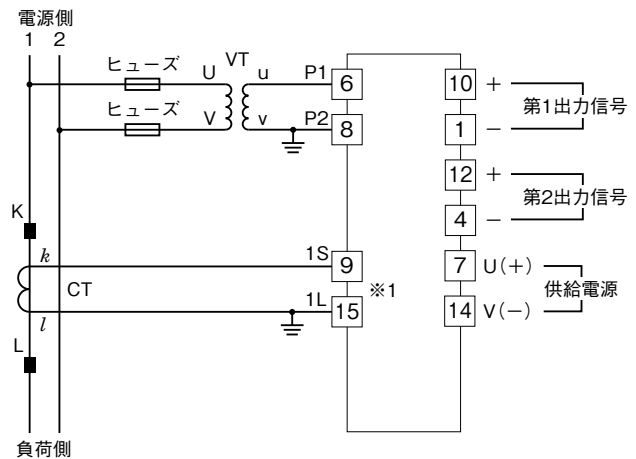 電源側
1 2
ヒューズ U VT u P1 6 10 +
第1出力信号
ヒューズ V v P2 8 1 −
12 +
第2出力信号
4 −
K
k 1S 9 7 U(+)
CT ※1 供給電源
l 1L 15 14 V(−)
L
負荷側